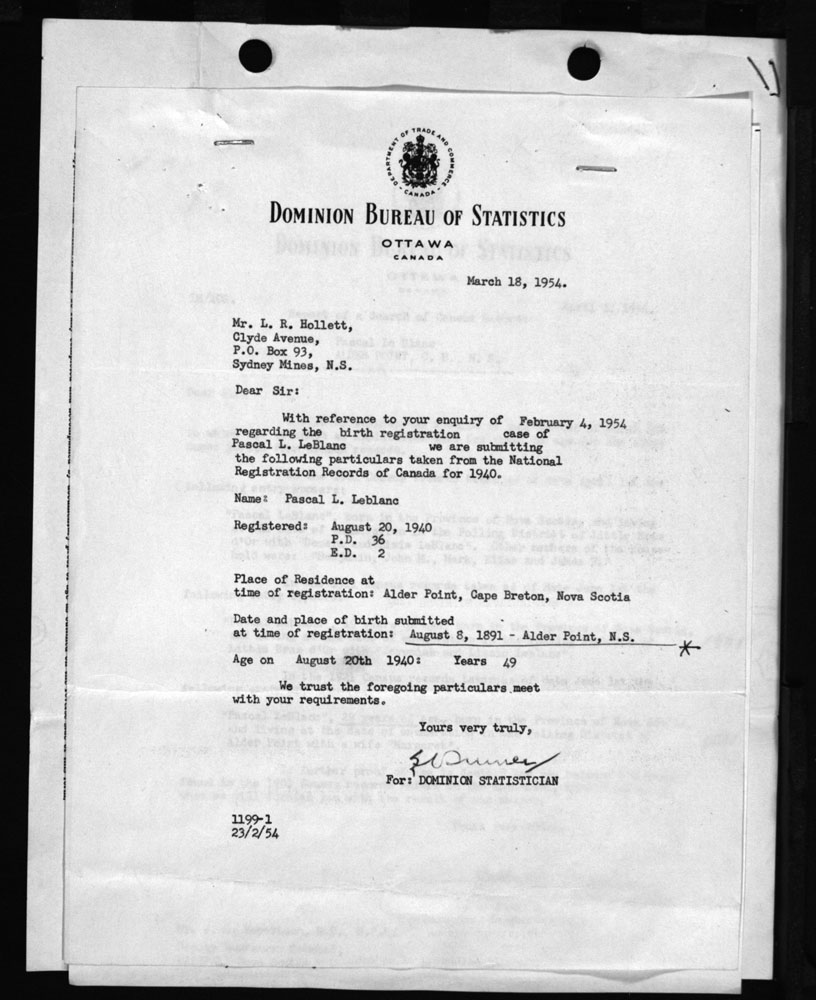 DEPARTMENT OF TRADE AND COMMERCE
CANADA
DOMINION BUREAU OF STATISTICS
OTTAWA
CANADA
March 18, 1954.
Mr. L. R. Hollett,
Clyde Avenue,
P.O. Box 93,
Sydney Mines, N.S.
Dear Sir:
With reference to your enquiry of February 4, 1954
regarding the birth registration case of
Pascal L. LeBlanc we are submitting
the following particulars taken from the National
Registration Records of Canada for 1940.
Name: Pascal L. Leblanc
Registered: August 20, 1940
P.D. 36
E.D. 2
Place of Residence at
time of registration: Alder Point, Cape Breton, Nova Scotia
Date and place of birth submitted
at time of registration: August 8, 1891 - Alder Point, N.S.
Age on August 20th 1940: Years 49
We trust the foregoing particulars meet
with your requirements.
Yours very truly,
For: DOMINION STATISTICIAN
1199-1
23/2/54